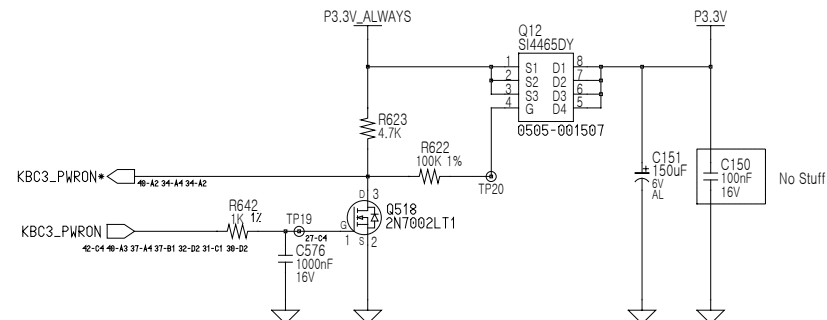 P3.3V_ALWAYS
P3.3V
Q12
SI4465DY
1 S1 D1 8
2 S2 D2 7
3 S3 D3 6
4 G D4 5
0505-001507
R623
4.7K
R622
100K 1%
TP20
C151
150uF
6V
AL
C150
100nF
16V
No Stuff
KBC3_PWRON*
40-A2 34-A4 34-A2
D 3
Q518
2N7002LT1
G
1 S 2
R642
1K 1%
TP19
27-C4
KBC3_PWRON
42-C4 40-A3 37-A4 37-B1 32-D2 31-C1 30-D2
C576
1000nF
16V